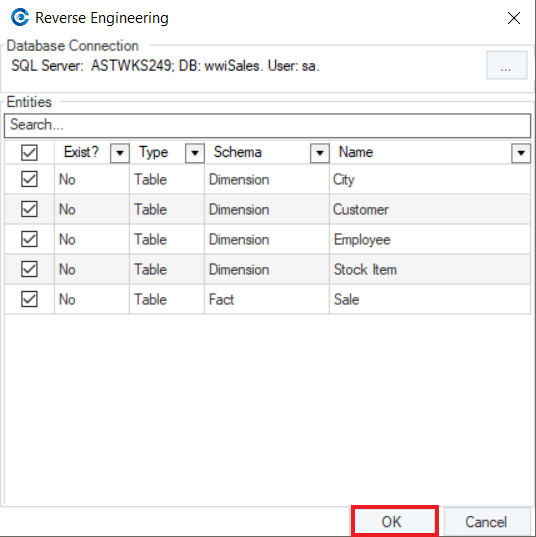 Reverse Engineering
Database Connection
SQL Server: ASTWKS249; DB: wwiSales. User: sa.
...
Entities
Search...
Exist? Type Schema Name
No Table Dimension City
No Table Dimension Customer
No Table Dimension Employee
No Table Dimension Stock Item
No Table Fact Sale
OK Cancel